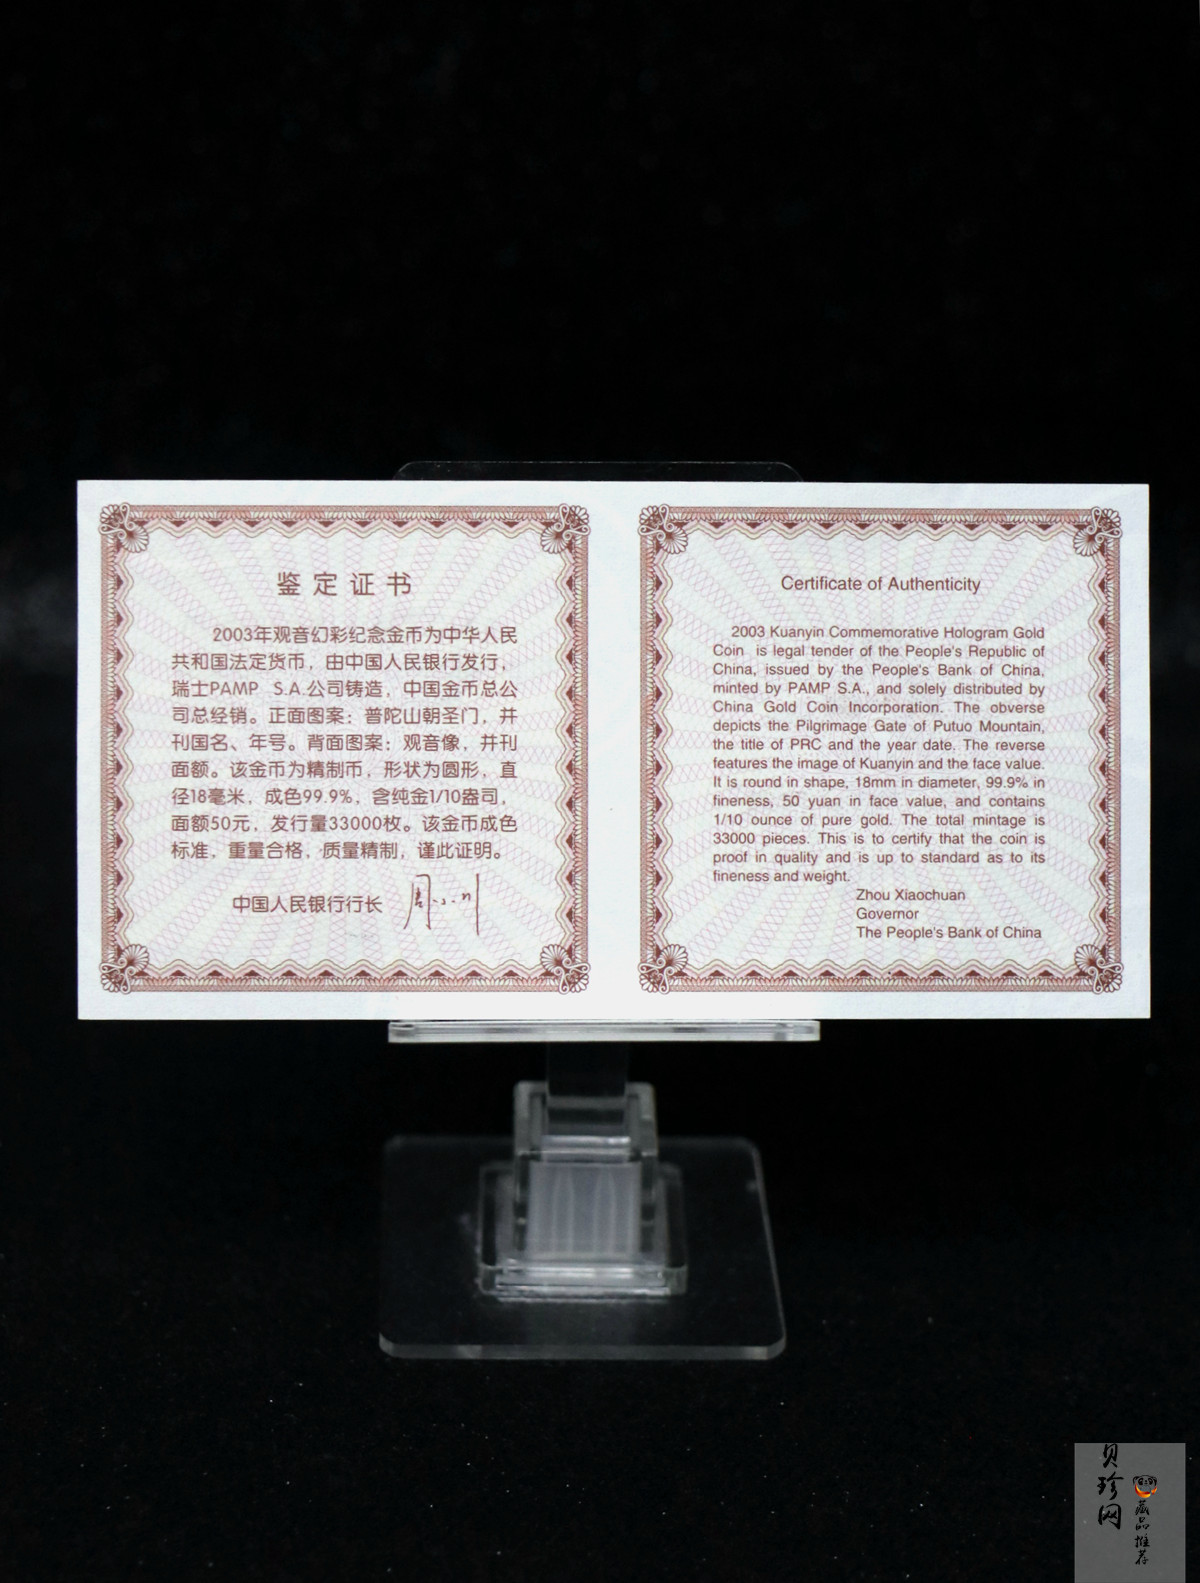 鉴定证书
2003年观音幻彩纪念金币为中华人民
共和国法定货币，由中国人民银行发行，
瑞士PAMP S.A.公司铸造，中国金币总公
司总经销。正面图案：普陀山朝圣门，并
刊国名、年号。背面图案：观音像，并刊
面额。该金币为精制币，形状为圆形，直
径18毫米，成色99.9%，含纯金1/10盎司，
面额50元，发行量33000枚。该金币成色
标准，重量合格，质量精制，谨此证明。
中国人民银行行长 周小川
Certificate of Authenticity
2003 Kuanyin Commemorative Hologram Gold
Coin is legal tender of the People's Republic of
China, issued by the People's Bank of China,
minted by PAMP S.A., and solely distributed by
China Gold Coin Incorporation. The obverse
depicts the Pilgrimage Gate of Putuo Mountain,
the title of PRC and the year date. The reverse
features the image of Kuanyin and the face value.
It is round in shape, 18mm in diameter, 99.9% in
fineness, 50 yuan in face value, and contains
1/10 ounce of pure gold. The total mintage is
33000 pieces. This is to certify that the coin is
proof in quality and is up to standard as to its
fineness and weight.
Zhou Xiaochuan
Governor
The People's Bank of China
贝珍网
藏品推荐